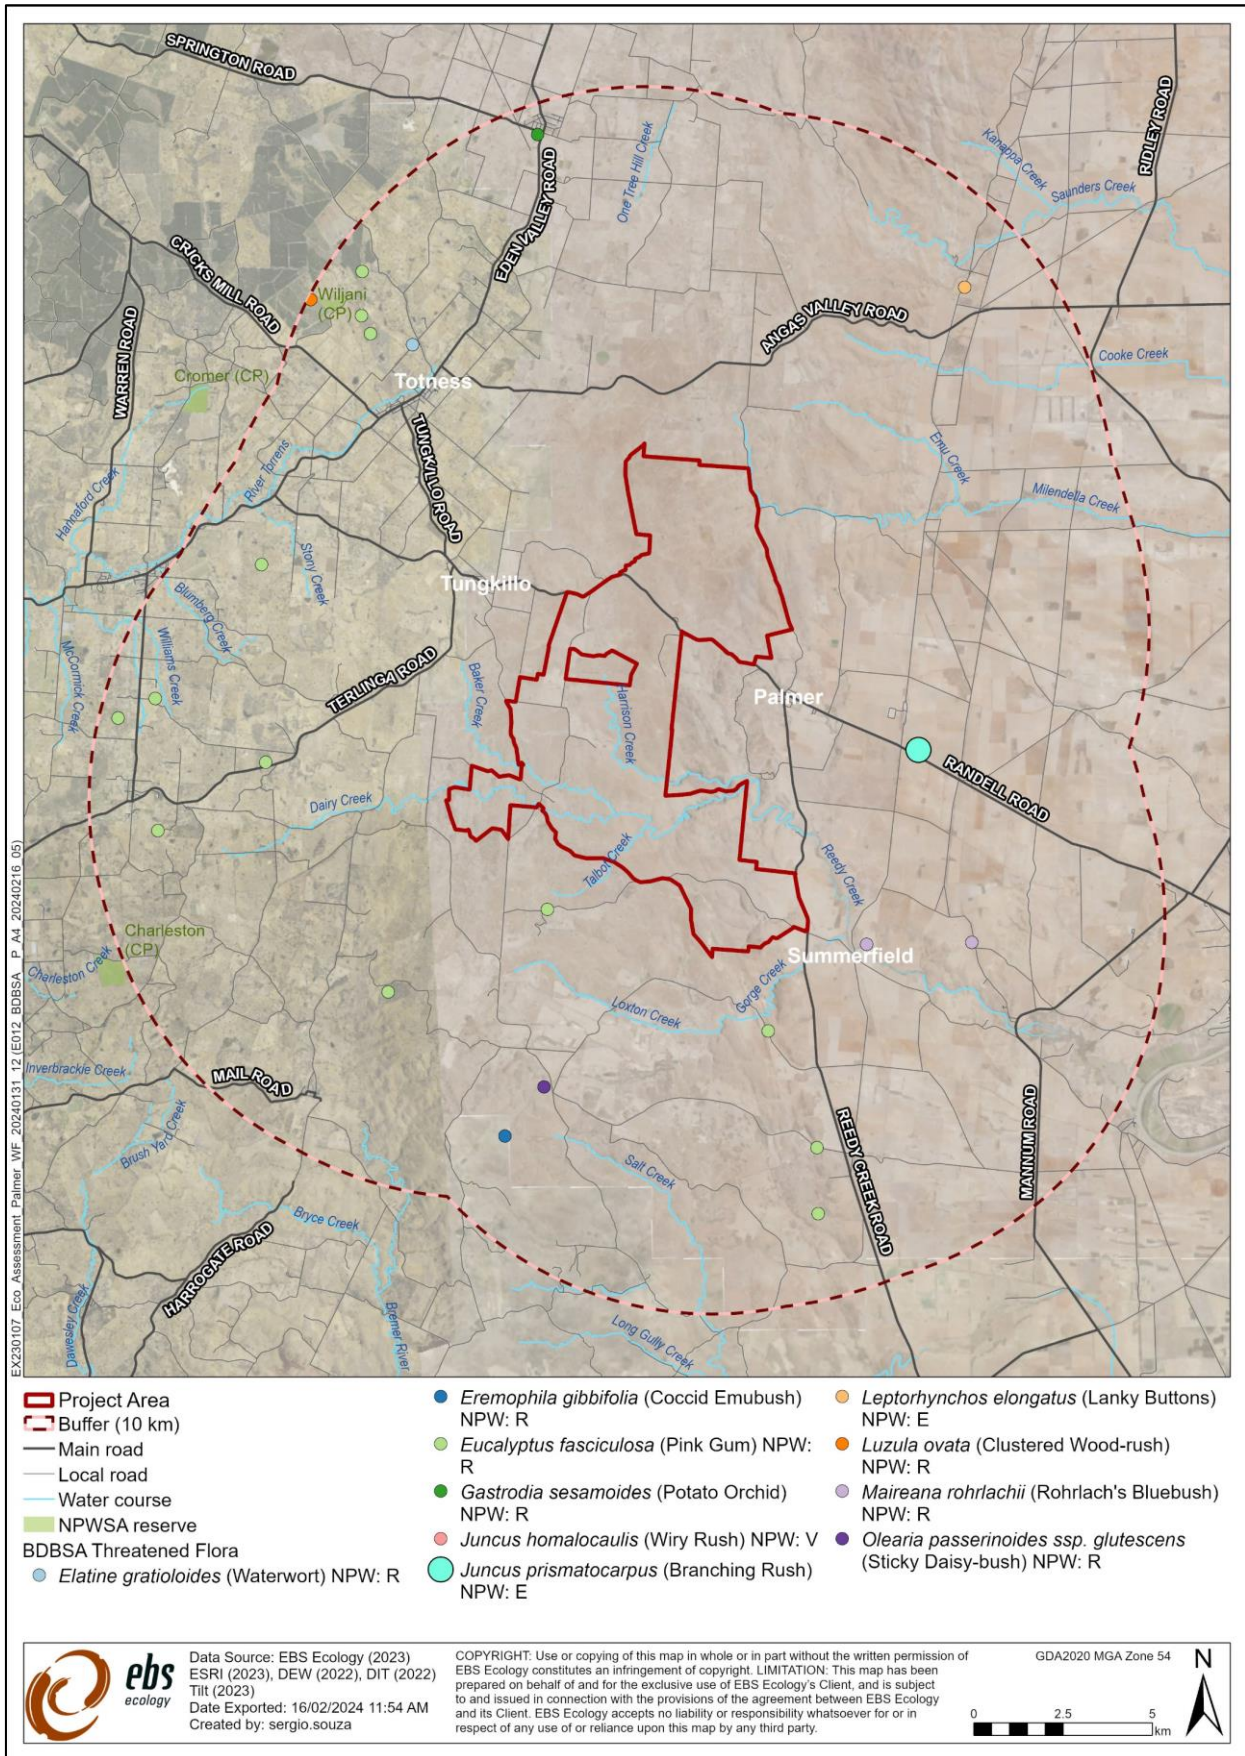 SPRINGTON ROAD
One Tree Hill Creek
Kanappa Creek
RIDLEY ROAD
Saunders Creek
EDEN VALLEY ROAD
CRICKS MILL ROAD
Wiljani
(CP)
WARREN ROAD
ANGAS VALLEY ROAD
Cooke Creek
Cromer (CP)
Totness
TUNGKILLO ROAD
Emu Creek
Hannaford Creek
River Torrens
Milendella Creek
Stony Creek
Tungkillo
Blumberg Creek
McCormick Creek
Williams Creek
TERLINGA ROAD
Baker Creek
Harrison Creek
Palmer
RANDELL ROAD
Dairy Creek
Talbot Creek
Reedy Creek
Charleston
(CP)
Charleston Creek
Summerfield
Loxton Creek
Gorge Creek
Inverbrackie Creek
MAIL ROAD
Brush Yard Creek
REEDY CREEK ROAD
MANNUM ROAD
Salt Creek
Bryce Creek
HARROGATE ROAD
Dawesley Creek
Bremer River
Long Gully Creek
EX230107_Eco_Assessment_Palmer_WF_20240131_12 (E012_BDBSA__P_A4_20240216_05)
Project Area
Buffer (10 km)
Main road
Local road
Water course
NPWSA reserve
BDBSA Threatened Flora
Elatine gratioloides (Waterwort) NPW: R
Eremophila gibbifolia (Coccid Emubush)
NPW: R
Eucalyptus fasciculosa (Pink Gum) NPW:
R
Gastrodia sesamoides (Potato Orchid)
NPW: R
Juncus homalocaulis (Wiry Rush) NPW: V
Juncus prismatocarpus (Branching Rush)
NPW: E
Leptorhynchos elongatus (Lanky Buttons)
NPW: E
Luzula ovata (Clustered Wood-rush)
NPW: R
Maireana rohrlachii (Rohrlach's Bluebush)
NPW: R
Olearia passerinoides ssp. glutescens
(Sticky Daisy-bush) NPW: R
ebs
ecology
Data Source: EBS Ecology (2023)
ESRI (2023), DEW (2022), DIT (2022)
Tilt (2023)
Date Exported: 16/02/2024 11:54 AM
Created by: sergio.souza
COPYRIGHT: Use or copying of this map in whole or in part without the written permission of
EBS Ecology constitutes an infringement of copyright. LIMITATION: This map has been
prepared on behalf of and for the exclusive use of EBS Ecology's Client, and is subject
to and issued in connection with the provisions of the agreement between EBS Ecology
and its Client. EBS Ecology accepts no liability or responsibility whatsoever for or in
respect of any use of or reliance upon this map by any third party.
GDA2020 MGA Zone 54
N
0 2.5 5
km